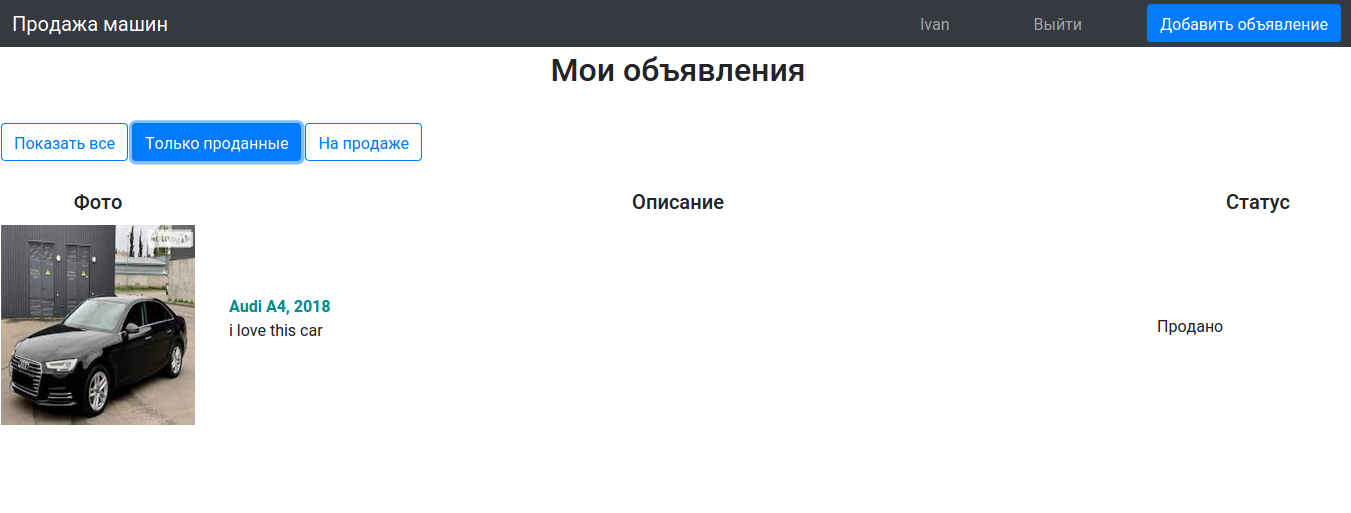 Продажа машин Ivan Выйти Добавить объявление
Мои объявления
Показать все Только проданные На продаже
Фото Описание Статус
Audi A4, 2018
i love this car
Продано